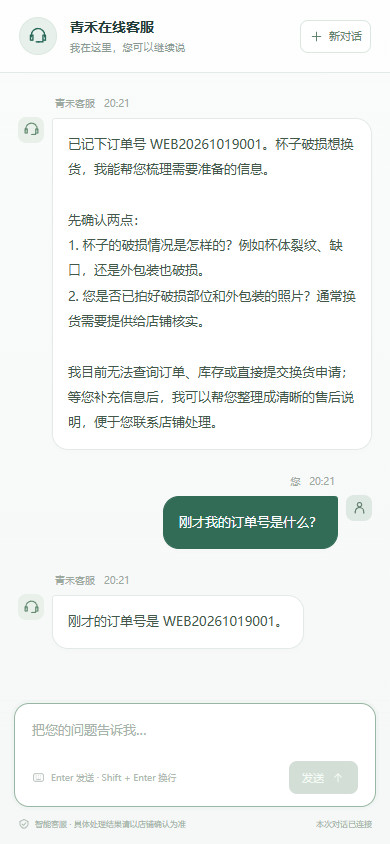 青禾在线客服
我在这里，您可以继续说
新对话
青禾客服 20:21
已记下订单号 WEB20261019001。杯子破损想换
货，我能帮您梳理需要准备的信息。
先确认两点：
1. 杯子的破损情况是怎样的？例如杯体裂纹、缺
口，还是外包装也破损。
2. 您是否已拍好破损部位和外包装的照片？通常换
货需要提供给店铺核实。
我目前无法查询订单、库存或直接提交换货申请；
等您补充信息后，我可以帮您整理成清晰的售后说
明，便于您联系店铺处理。
您 20:21
刚才我的订单号是什么？
青禾客服 20:21
刚才的订单号是 WEB20261019001。
把您的问题告诉我...
Enter 发送 · Shift + Enter 换行
发送
智能客服 · 具体处理结果请以店铺确认为准
本次对话已连接